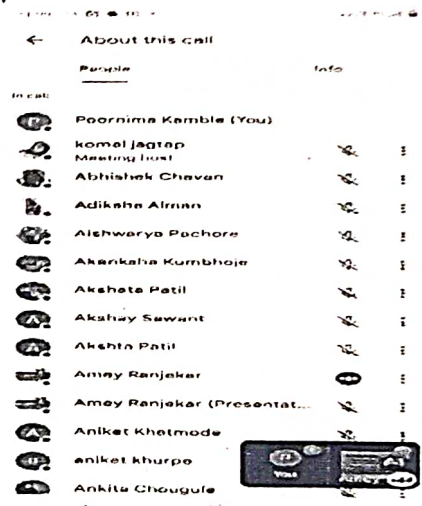 About this call
People Info
In call
Poornima Kamble (You)
komal jagtap
Meeting host
Abhishek Chavan
Adiksha Alman
Aishwarya Pachore
Akanksha Kumbhoje
Akshata Patil
Akshay Sawant
Akshta Patil
Amey Ranjekar
Amey Ranjekar (Presentat...
Aniket Khatmode
aniket khurpe
You Amey
Ankita Chougule